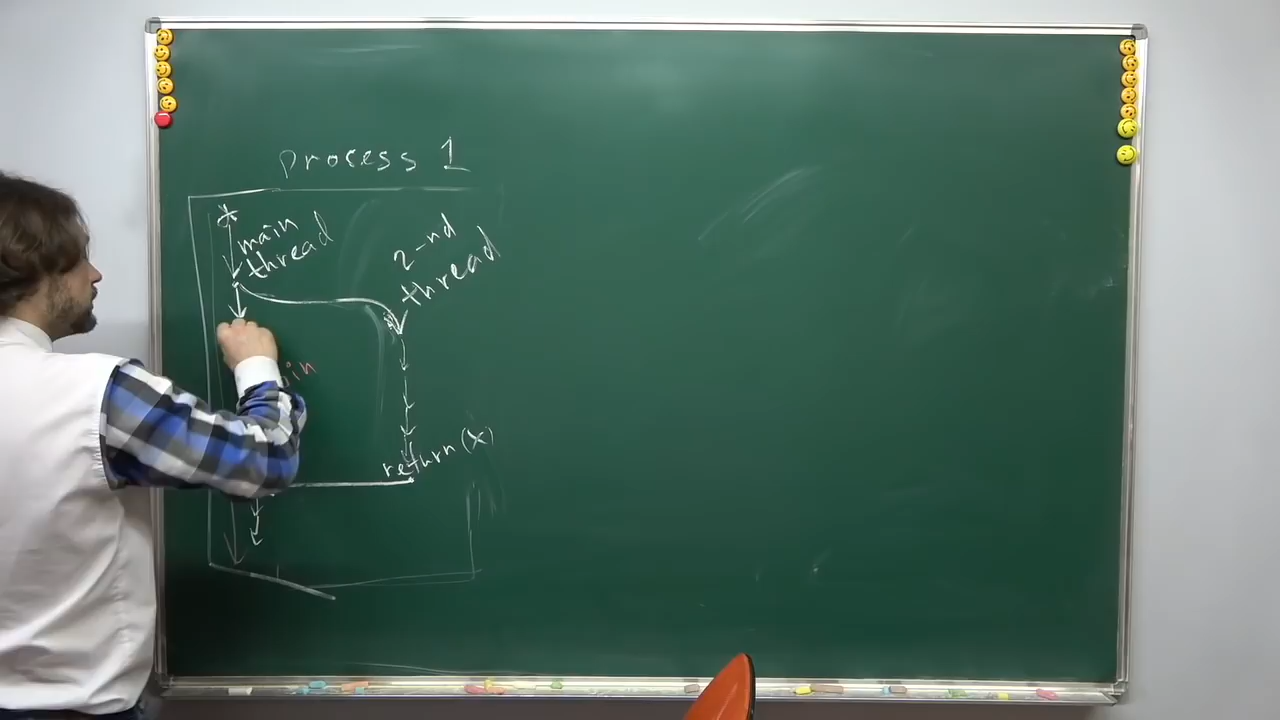 process 1
main
thread
2-nd
thread
return(x)